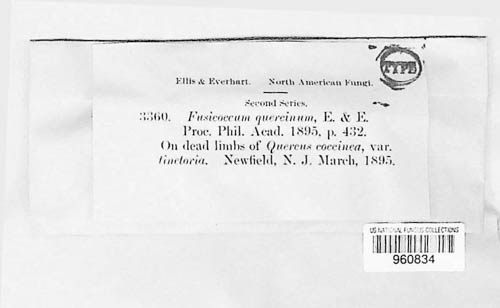 TYPE
Ellis & Everhart. North American Fungi.
Second Series.
3360. Fusicoccum quercinum, E. & E.
Proc. Phil. Acad. 1895, p. 432.
On dead limbs of Quercus coccinea, var.
tinctoria. Newfield, N. J. March, 1895.
US NATIONAL FUNGUS COLLECTIONS
960834